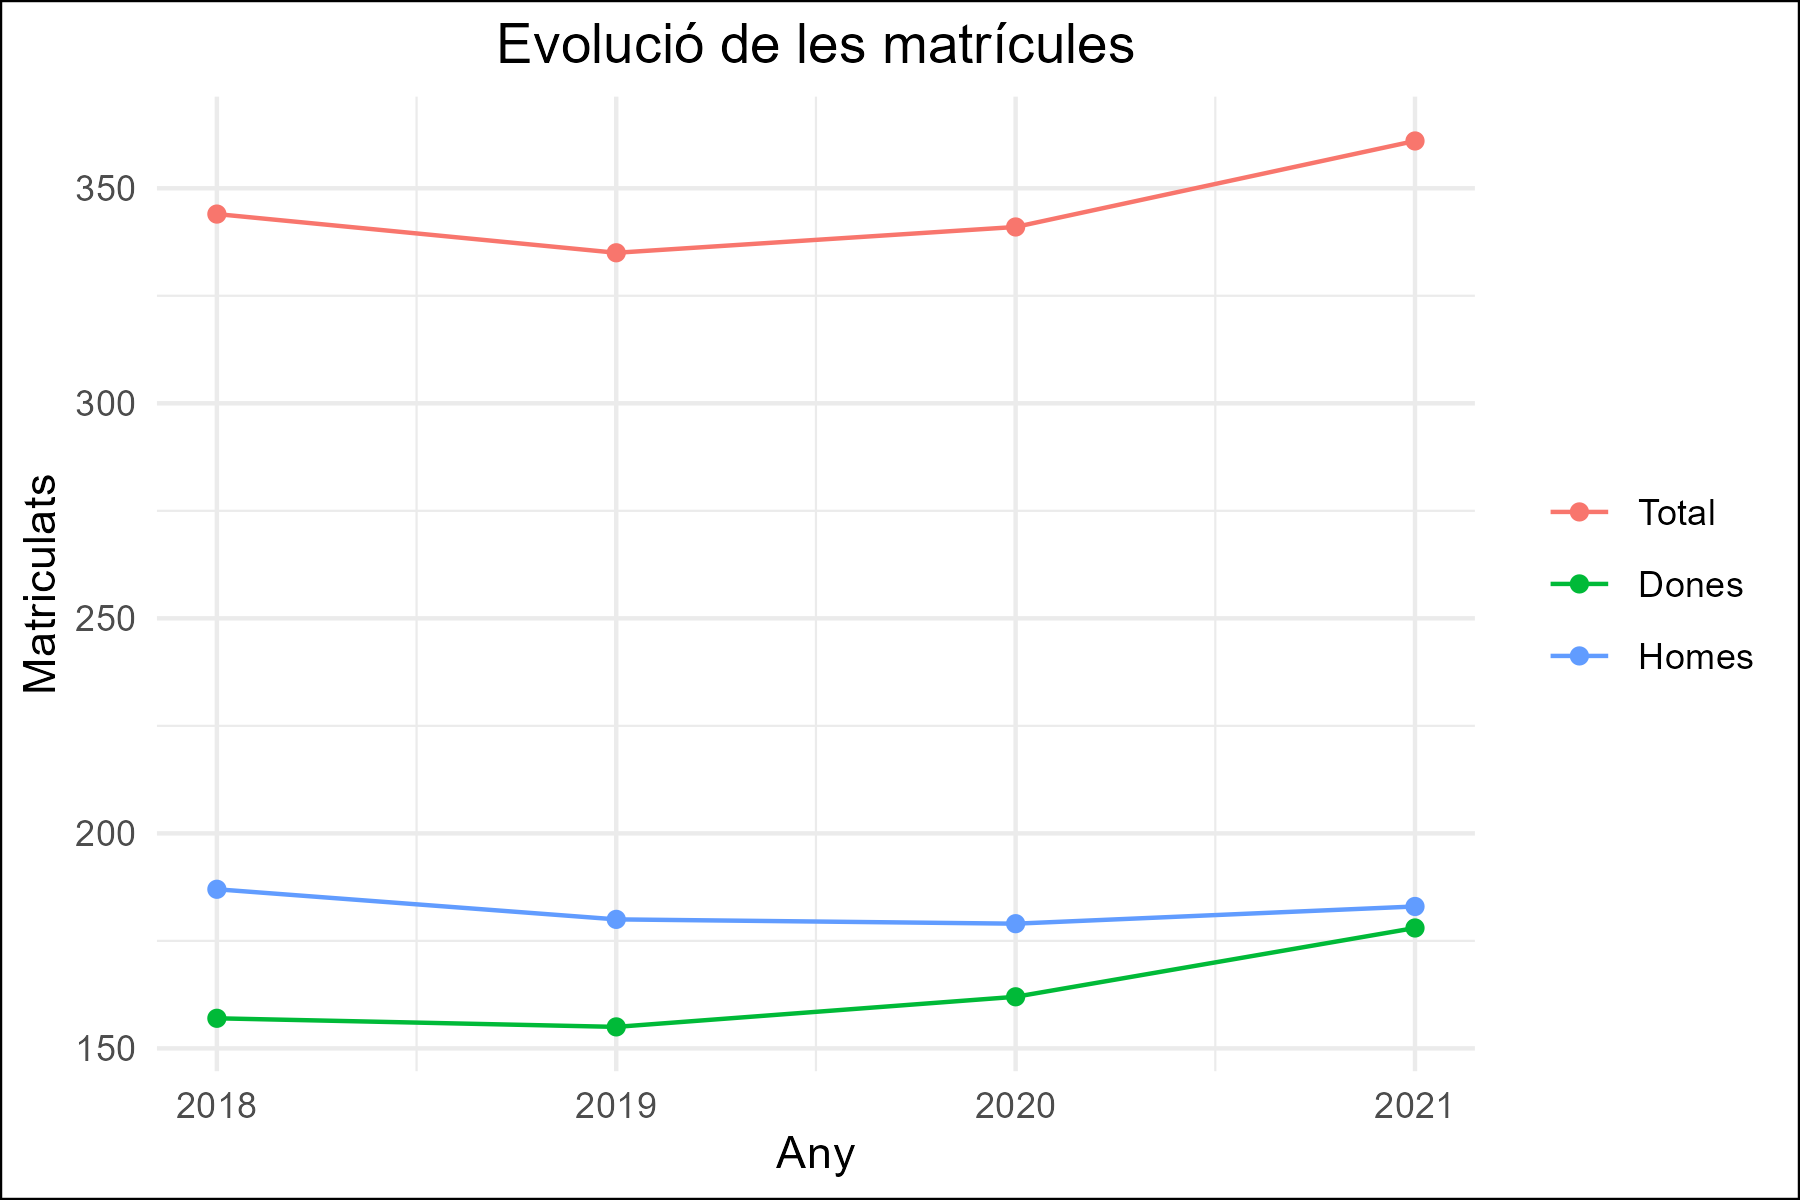 Evolució de les matrícules
Matriculats
350
300
250
200
150
2018 2019 2020 2021
Any
Total
Dones
Homes